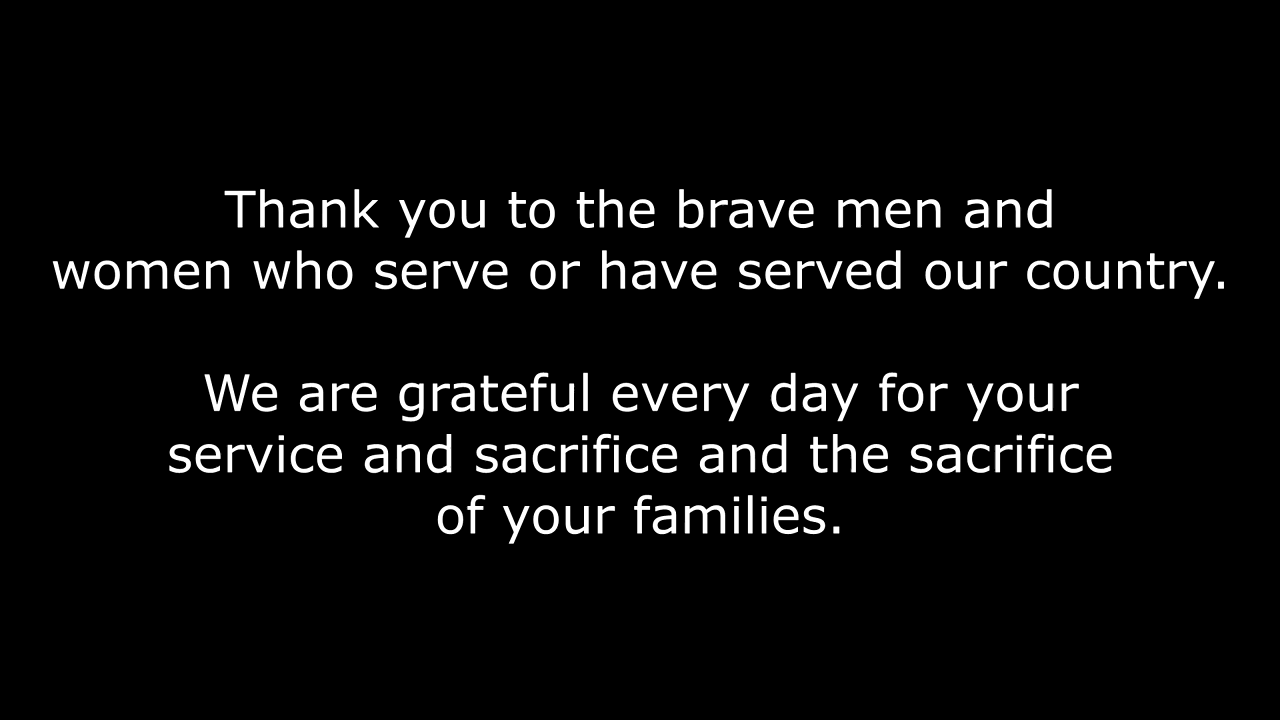 Thank you to the brave men and
women who serve or have served our country.
We are grateful every day for your
service and sacrifice and the sacrifice
of your families.